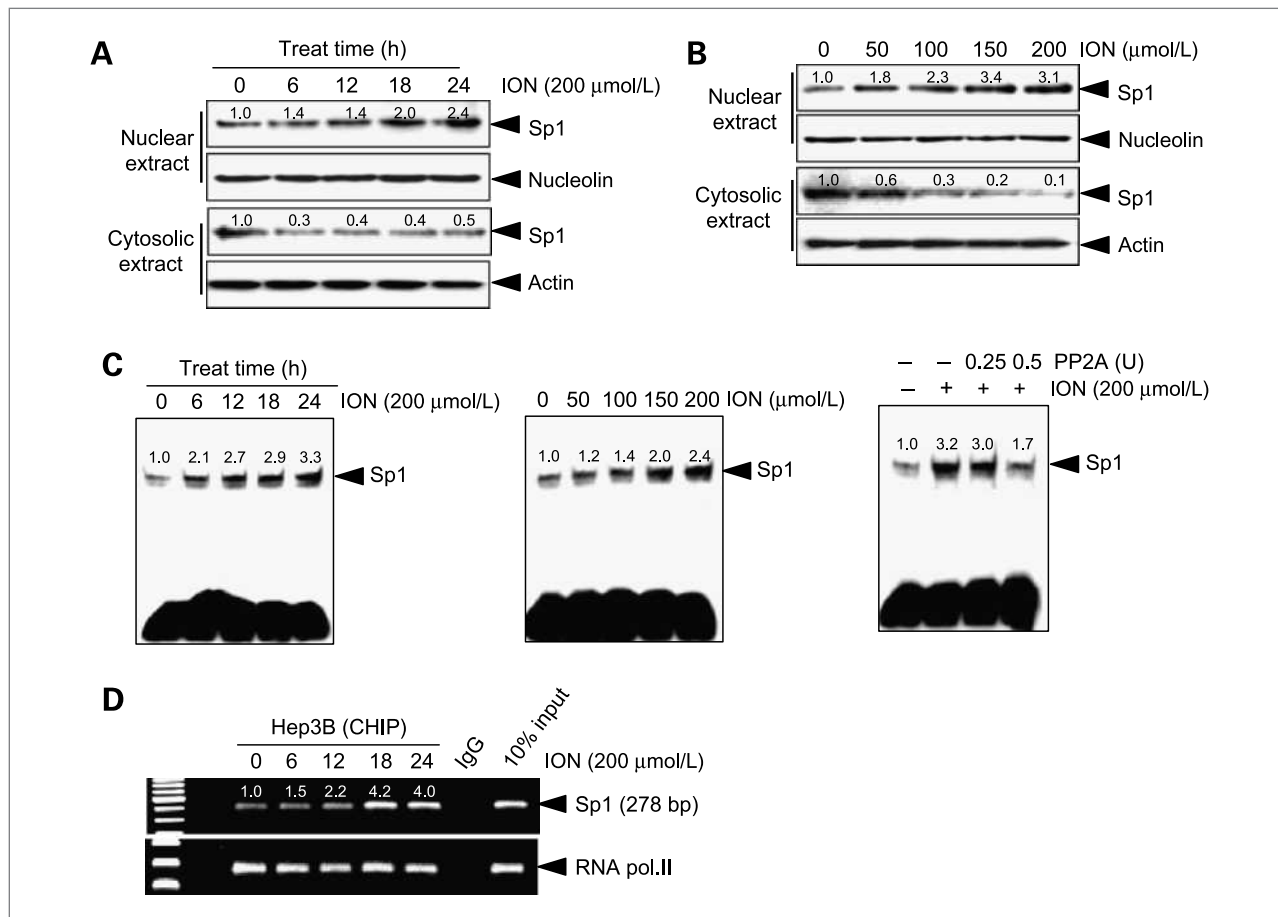 A
Treat time (h)
0 6 12 18 24 ION (200 μmol/L)
1.0 1.4 1.4 2.0 2.4
Nuclear extract
Sp1
Nucleolin
1.0 0.3 0.4 0.4 0.5
Cytosolic extract
Sp1
Actin
B
0 50 100 150 200 ION (μmol/L)
1.0 1.8 2.3 3.4 3.1
Nuclear extract
Sp1
Nucleolin
1.0 0.6 0.3 0.2 0.1
Cytosolic extract
Sp1
Actin
C
Treat time (h)
0 6 12 18 24 ION (200 μmol/L)
1.0 2.1 2.7 2.9 3.3
Sp1
0 50 100 150 200 ION (μmol/L)
1.0 1.2 1.4 2.0 2.4
Sp1
– – 0.25 0.5 PP2A (U)
– + + + ION (200 μmol/L)
1.0 3.2 3.0 1.7
Sp1
D
Hep3B (CHIP)
0 6 12 18 24 IgG 10% input ION (200 μmol/L)
1.0 1.5 2.2 4.2 4.0
Sp1 (278 bp)
RNA pol.II